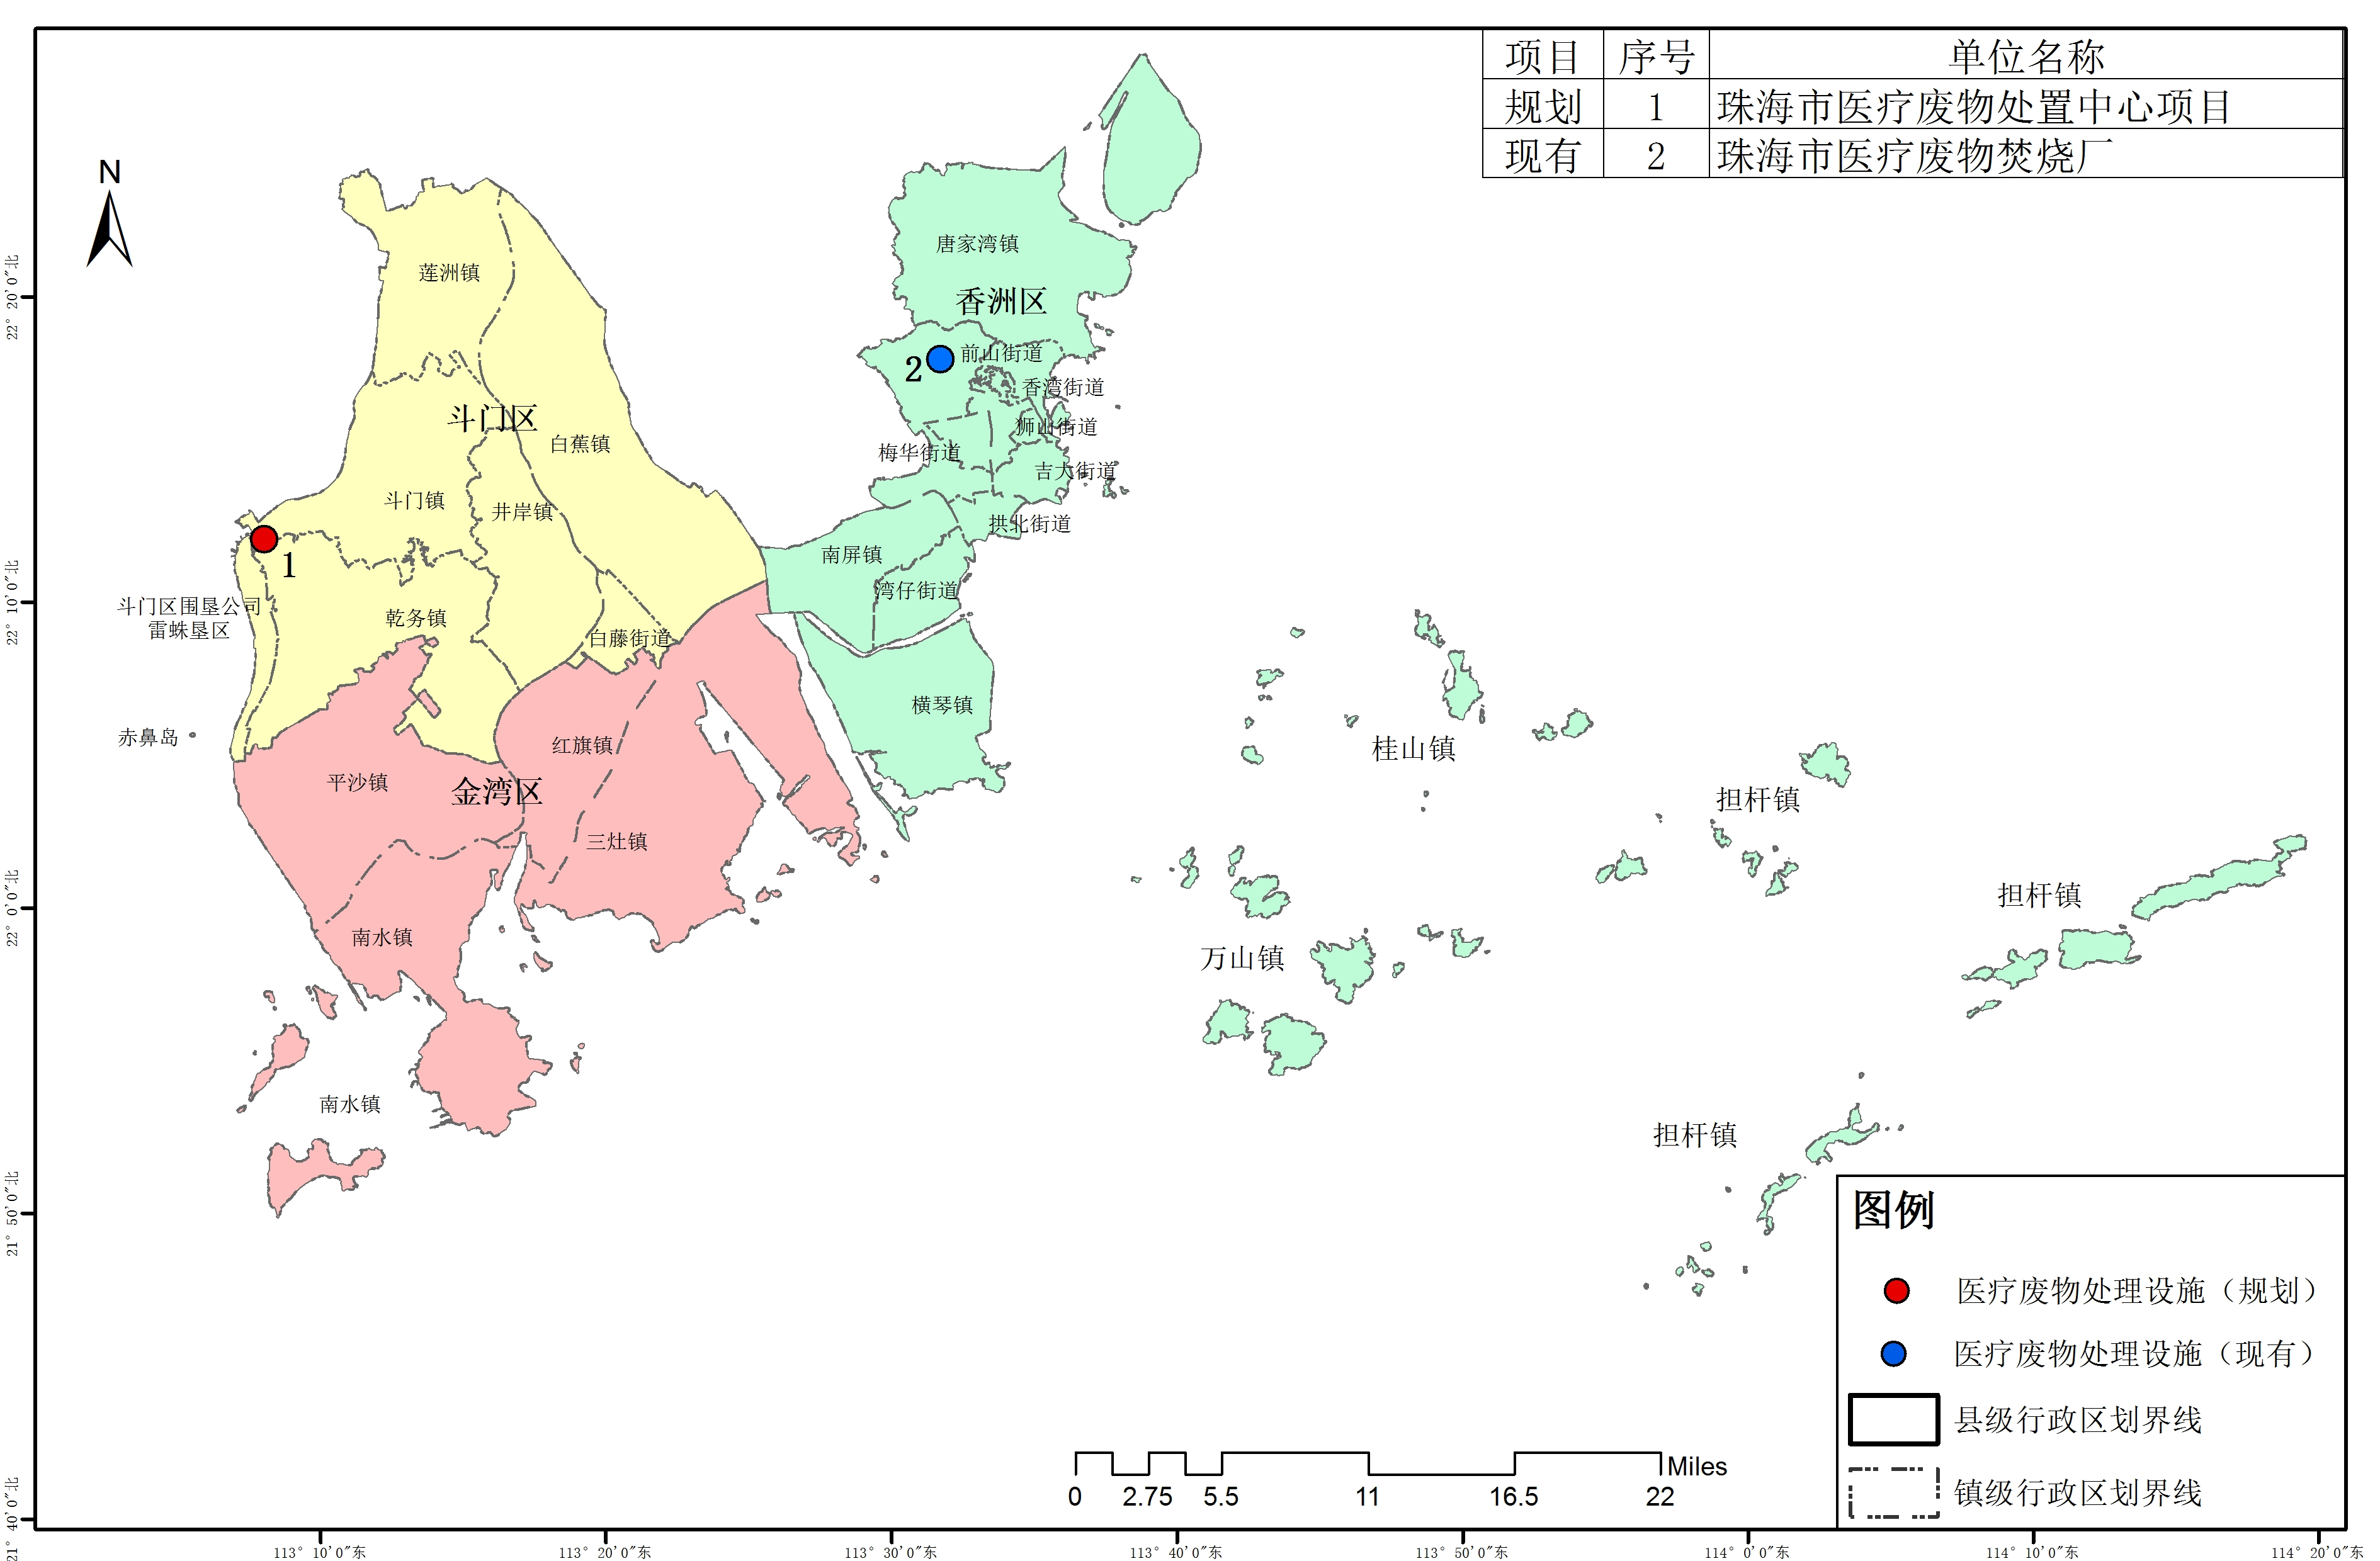 项目 序号 单位名称
规划 1 珠海市医疗废物处置中心项目
现有 2 珠海市医疗废物焚烧厂
N
唐家湾镇
莲洲镇
香洲区
前山街道
2
香湾街道
斗门区
狮山街道
白蕉镇
梅华街道
吉大街道
斗门镇
井岸镇
拱北街道
1
南屏镇
湾仔街道
斗门区围垦公司
雷蛛垦区
乾务镇
白藤街道
横琴镇
赤鼻岛
红旗镇
桂山镇
平沙镇
金湾区
担杆镇
三灶镇
担杆镇
南水镇
万山镇
南水镇
担杆镇
图例
医疗废物处理设施（规划）
医疗废物处理设施（现有）
县级行政区划界线
镇级行政区划界线
Miles
0 2.75 5.5 11 16.5 22
22° 20′0″北
22° 10′0″北
22° 0′0″北
21° 50′0″北
21° 40′0″北
113° 10′0″东 113° 20′0″东 113° 30′0″东 113° 40′0″东 113° 50′0″东 114° 0′0″东 114° 10′0″东 114° 20′0″东